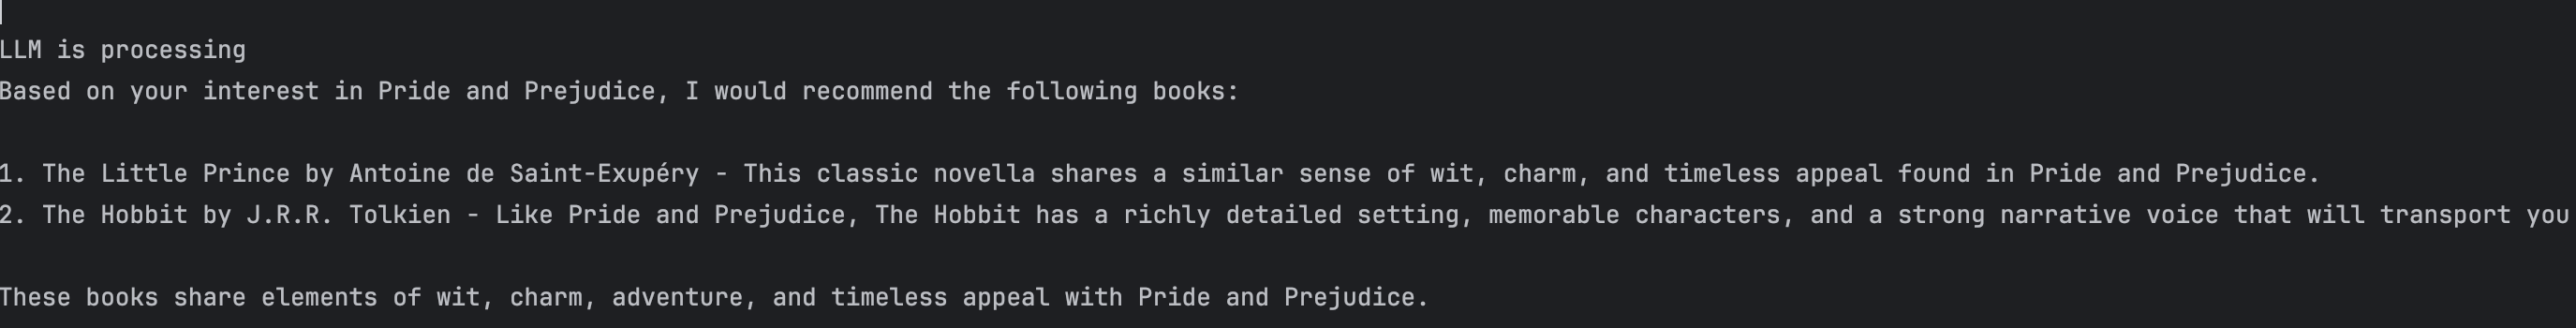 LLM is processing
Based on your interest in Pride and Prejudice, I would recommend the following books:
1. The Little Prince by Antoine de Saint-Exupéry - This classic novella shares a similar sense of wit, charm, and timeless appeal found in Pride and Prejudice.
2. The Hobbit by J.R.R. Tolkien - Like Pride and Prejudice, The Hobbit has a richly detailed setting, memorable characters, and a strong narrative voice that will transport you
These books share elements of wit, charm, adventure, and timeless appeal with Pride and Prejudice.